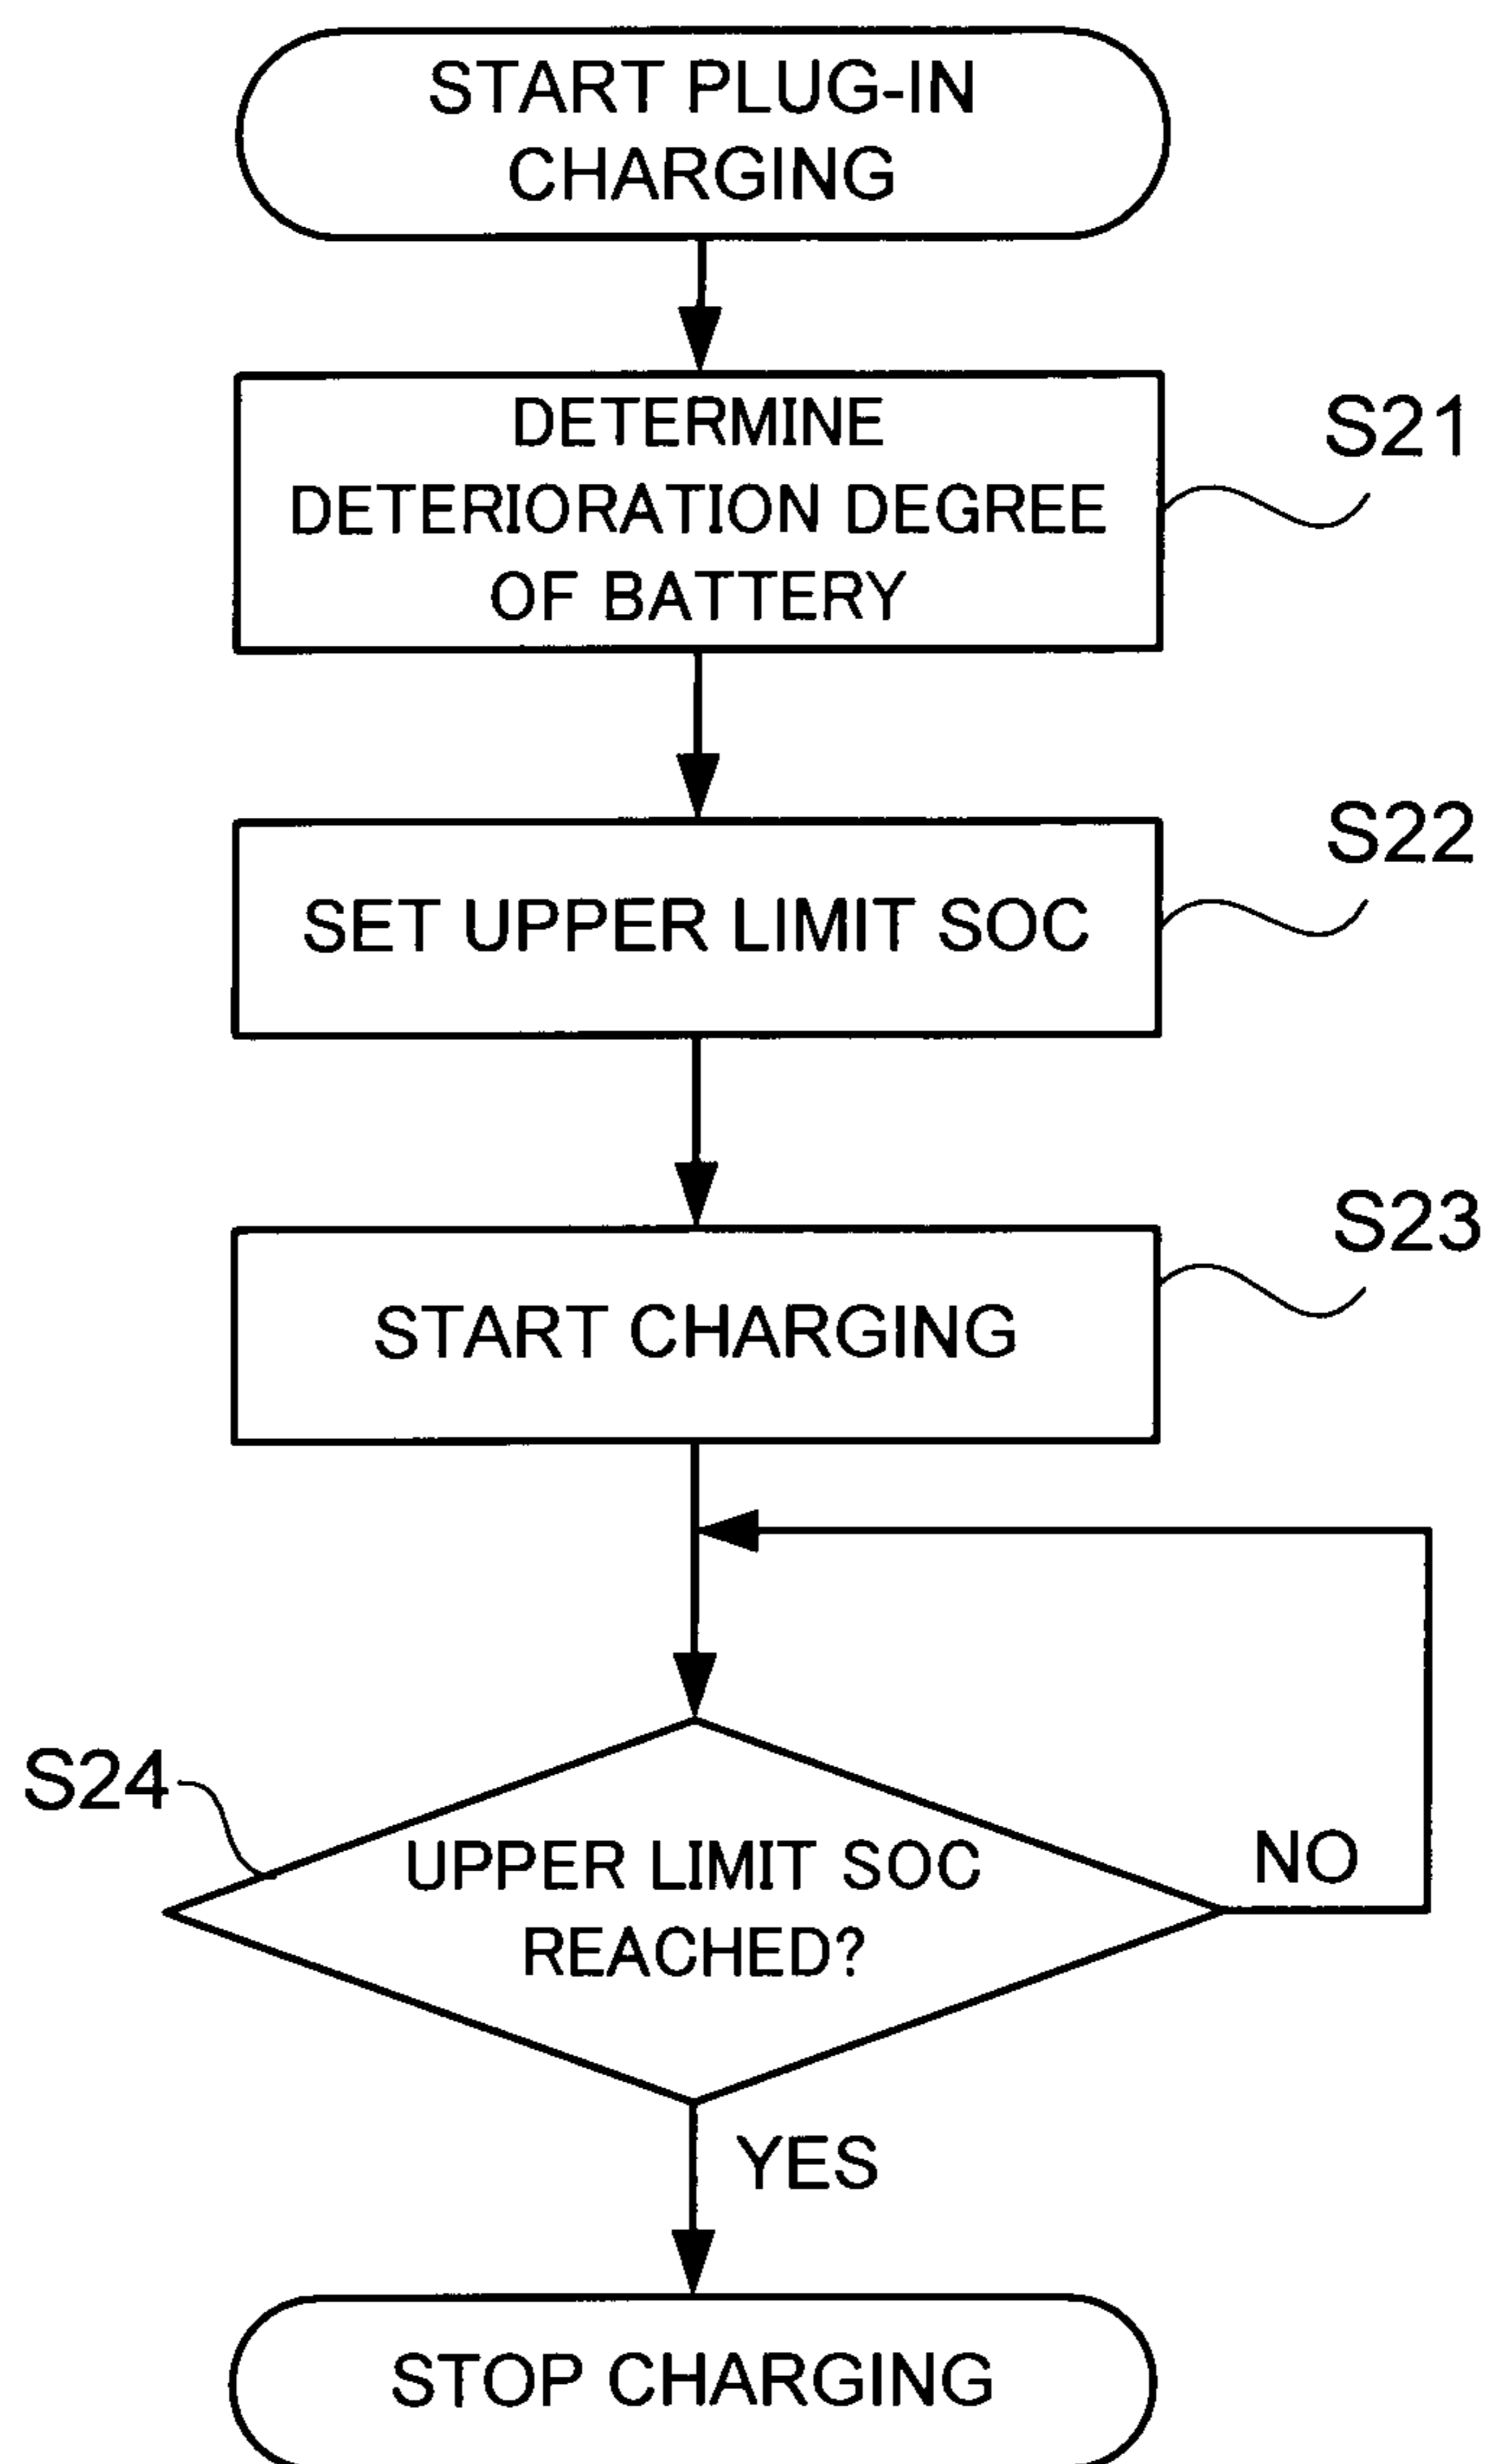 START PLUG-IN
CHARGING
DETERMINE
DETERIORATION DEGREE
OF BATTERY
S21
SET UPPER LIMIT SOC
S22
START CHARGING
S23
S24
UPPER LIMIT SOC
REACHED?
NO
YES
STOP CHARGING